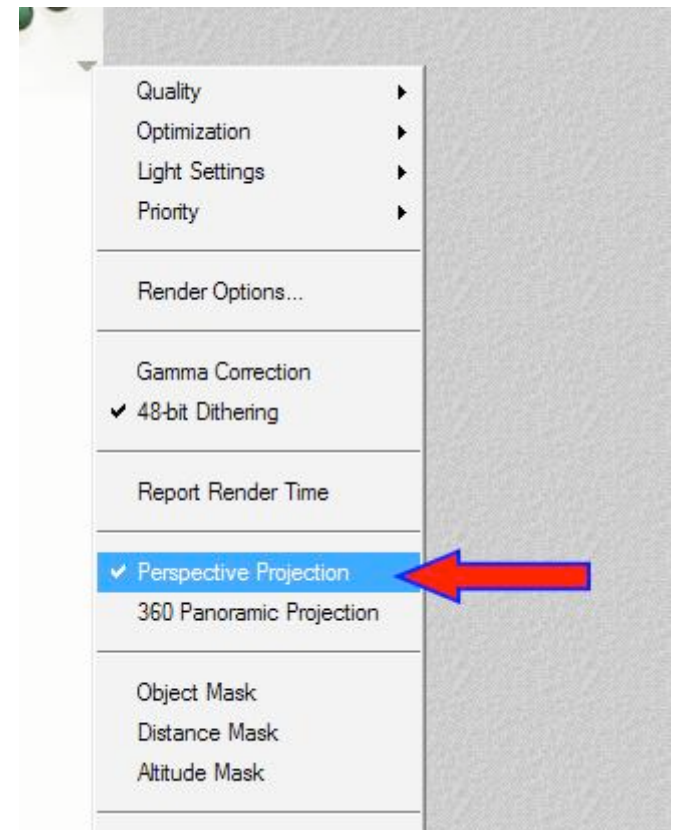 Quality
Optimization
Light Settings
Priority
Render Options...
Gamma Correction
48-bit Dithering
Report Render Time
Perspective Projection
360 Panoramic Projection
Object Mask
Distance Mask
Altitude Mask